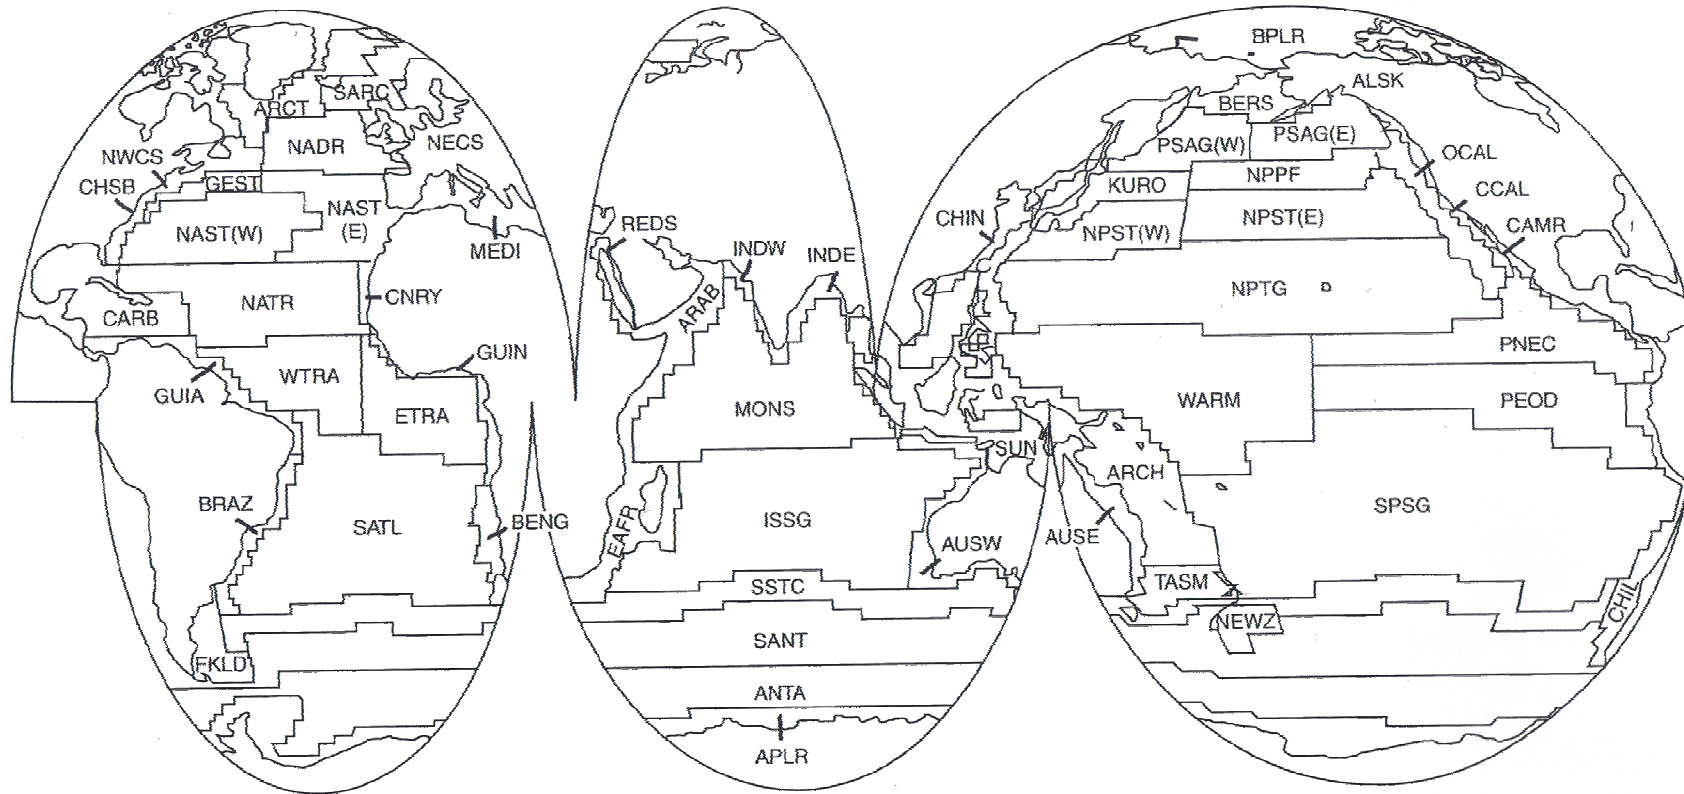 BPLR
ALSK
SARC
ARCT
BERS
NECS
NADR
PSAG(W)
PSAG(E)
NWCS
OCAL
CHSB
GEST
KURO
NPPF
CCAL
NAST
(E)
NAST(W)
MEDI
REDS
CHIN
NPST(W)
NPST(E)
CAMR
INDW
INDE
CARB
NATR
CNRY
ARAB
NPTG
GUIN
PNEC
GUIA
WTRA
ETRA
MONS
WARM
PEOD
SUN
ARCH
BRAZ
SATL
BENG
EAFR
ISSG
AUSW
AUSE
SPSG
SSTC
TASM
CHIL
NEWZ
FKLD
SANT
ANTA
APLR